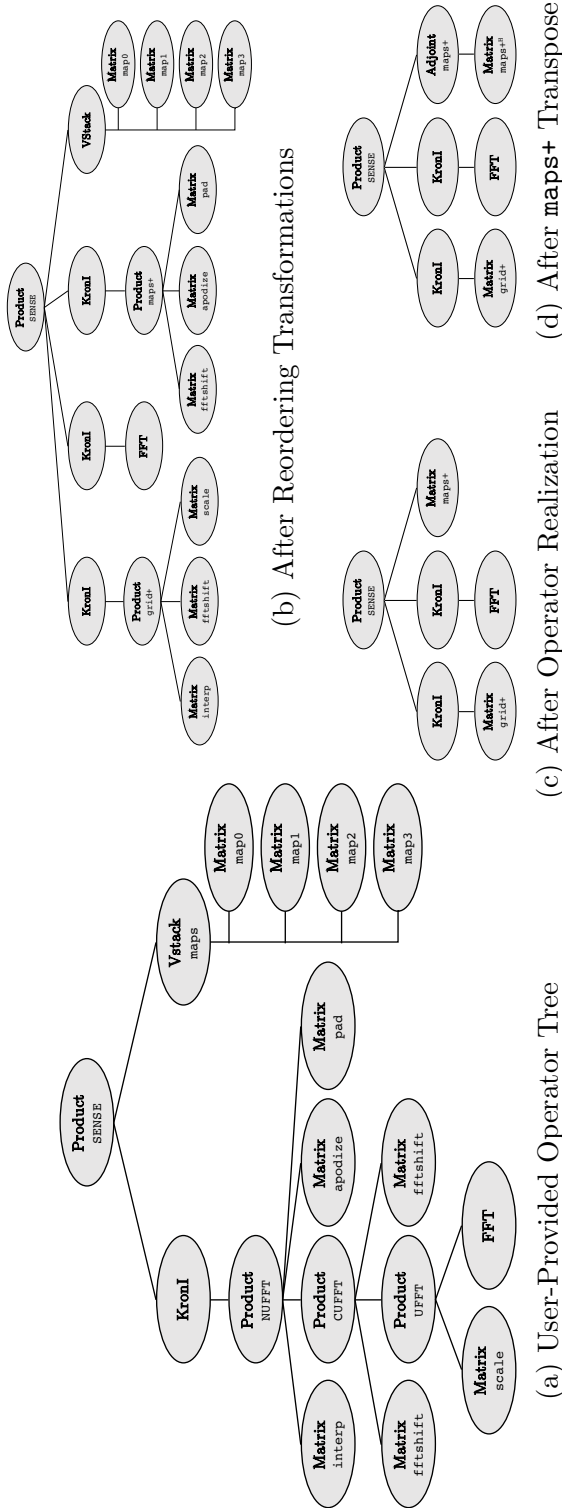 Product
SENSE
KronI
Vstack
maps
Product
NUFFT
Matrix
map0
Matrix
map1
Matrix
map2
Matrix
map3
Matrix
interp
Product
CUFFT
Matrix
apodize
Matrix
pad
Matrix
fftshift
Product
UFFT
Matrix
fftshift
Matrix
scale
FFT
(a) User-Provided Operator Tree
Product
SENSE
KronI
KronI
KronI
VStack
Product
grid+
FFT
Product
maps+
Matrix
map0
Matrix
map1
Matrix
map2
Matrix
map3
Matrix
interp
Matrix
fftshift
Matrix
scale
Matrix
fftshift
Matrix
apodize
Matrix
pad
(b) After Reordering Transformations
Product
SENSE
KronI
KronI
Matrix
maps+
Matrix
grid+
FFT
(c) After Operator Realization
Product
SENSE
KronI
KronI
Adjoint
maps+
Matrix
grid+
FFT
Matrix
maps+ᴴ
(d) After maps+ Transpose